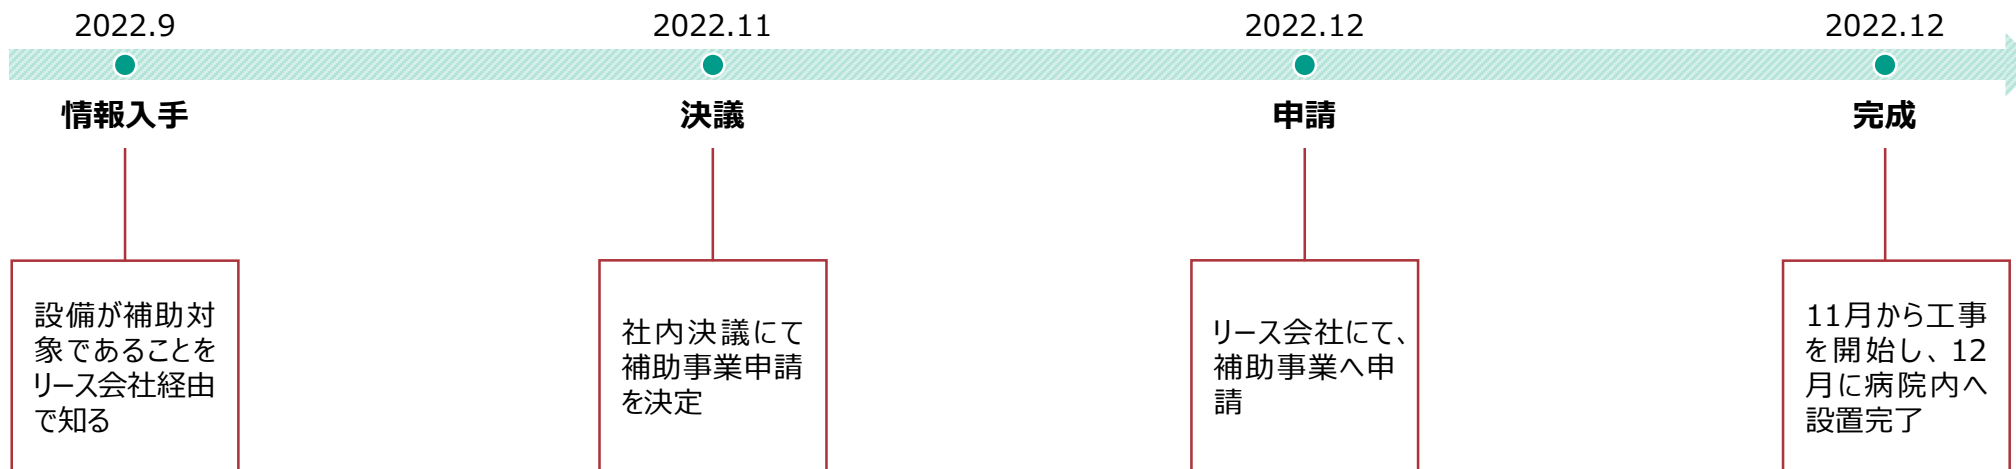 2022.9
2022.11
2022.12
2022.12
情報入手
決議
申請
完成
設備が補助対
象であることを
リース会社経由
で知る
社内決議にて
補助事業申請
を決定
リース会社にて、
補助事業へ申
請
11月から工事
を開始し、12
月に病院内へ
設置完了